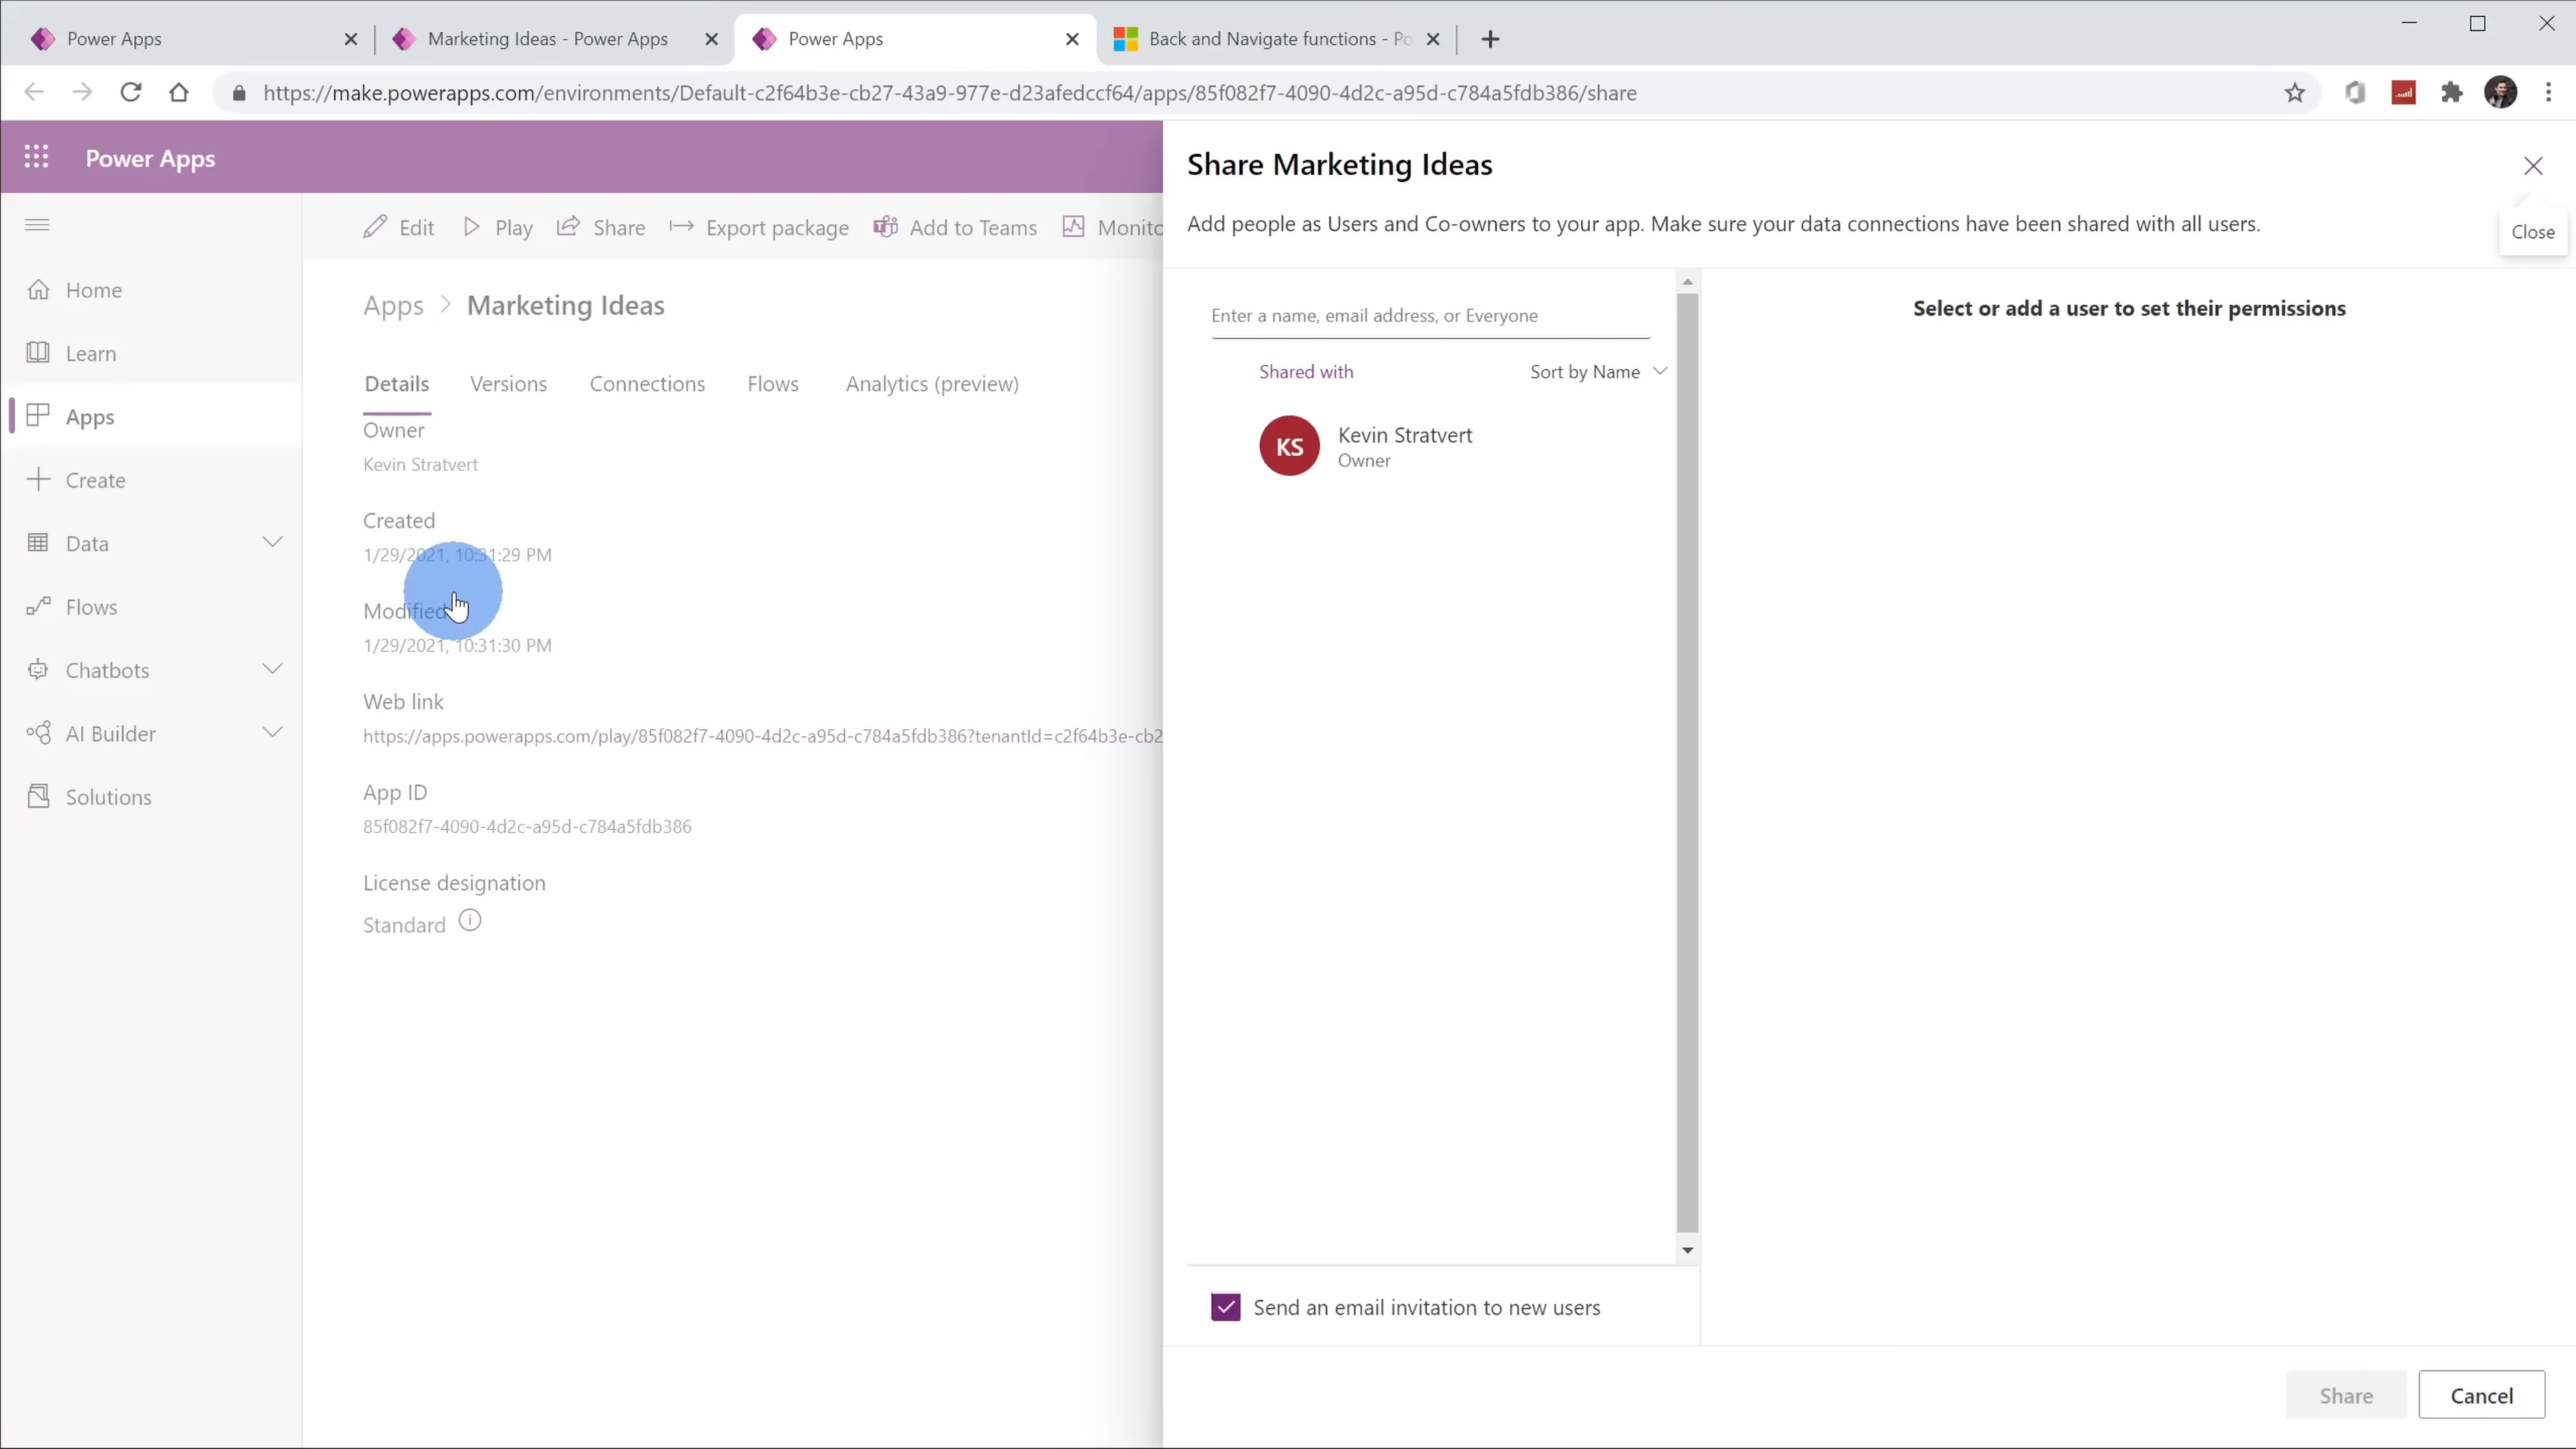 Power Apps
Marketing Ideas - Power Apps
Power Apps
Back and Navigate functions - Po
https://make.powerapps.com/environments/Default-c2f64b3e-cb27-43a9-977e-d23afedccf64/apps/85f082f7-4090-4d2c-a95d-c784a5fdb386/share
Power Apps
Home
Learn
Apps
Create
Data
Flows
Chatbots
AI Builder
Solutions
Edit Play Share Export package Add to Teams Monito
Apps > Marketing Ideas
Details Versions Connections Flows Analytics (preview)
Owner
Kevin Stratvert
Created
1/29/2021, 10:31:29 PM
Modified
1/29/2021, 10:31:30 PM
Web link
https://apps.powerapps.com/play/85f082f7-4090-4d2c-a95d-c784a5fdb386?tenantId=c2f64b3e-cb2
App ID
85f082f7-4090-4d2c-a95d-c784a5fdb386
License designation
Standard
Share Marketing Ideas
Close
Add people as Users and Co-owners to your app. Make sure your data connections have been shared with all users.
Enter a name, email address, or Everyone
Shared with Sort by Name
KS
Kevin Stratvert
Owner
Select or add a user to set their permissions
Send an email invitation to new users
Share Cancel